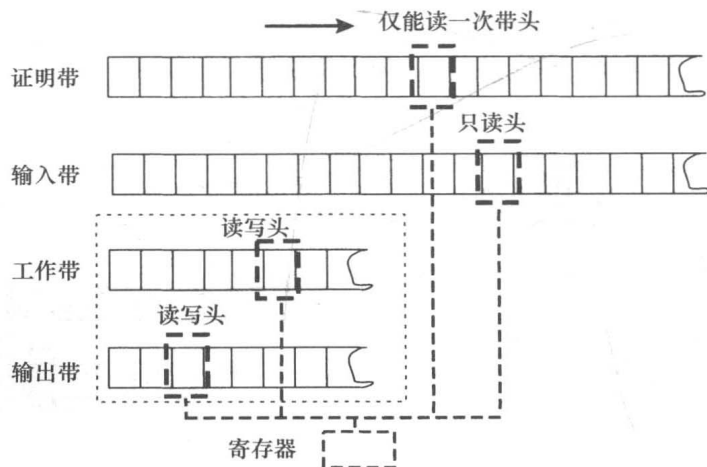 仅能读一次带头
证明带
只读头
输入带
读写头
工作带
读写头
输出带
寄存器